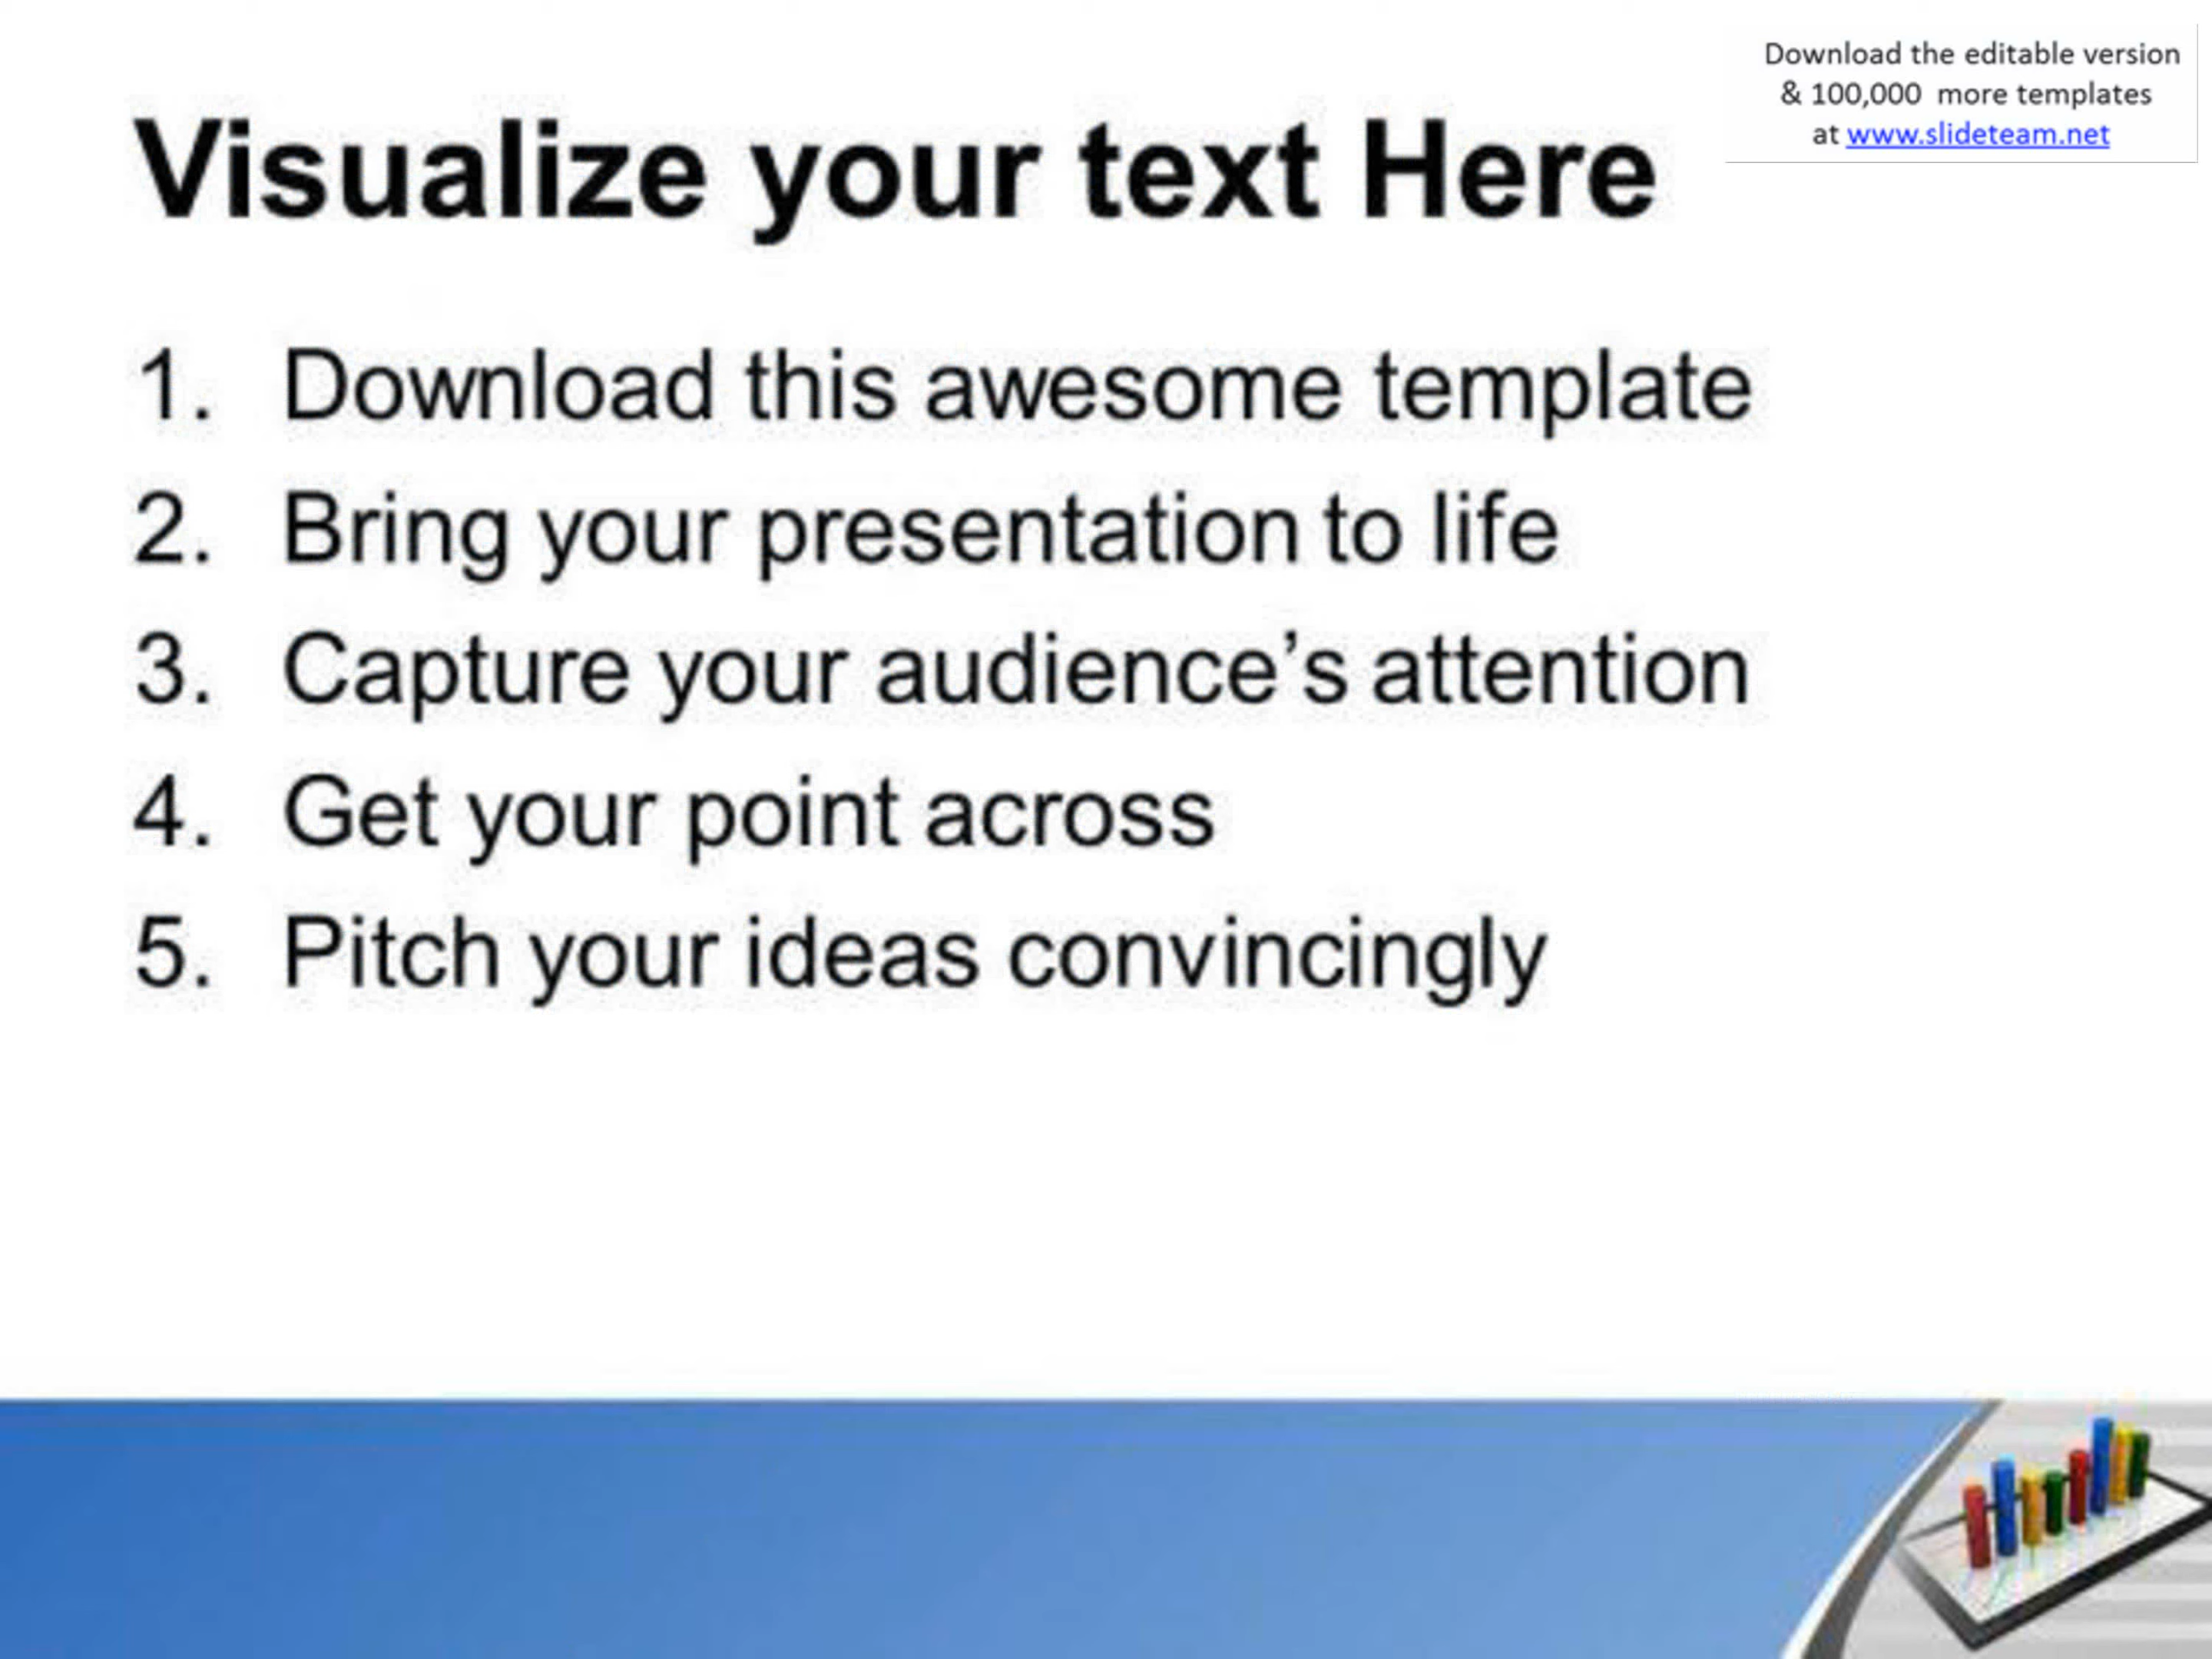 Download the editable version
& 100,000 more templates
at www.slideteam.net
Visualize your text Here
1. Download this awesome template
2. Bring your presentation to life
3. Capture your audience’s attention
4. Get your point across
5. Pitch your ideas convincingly